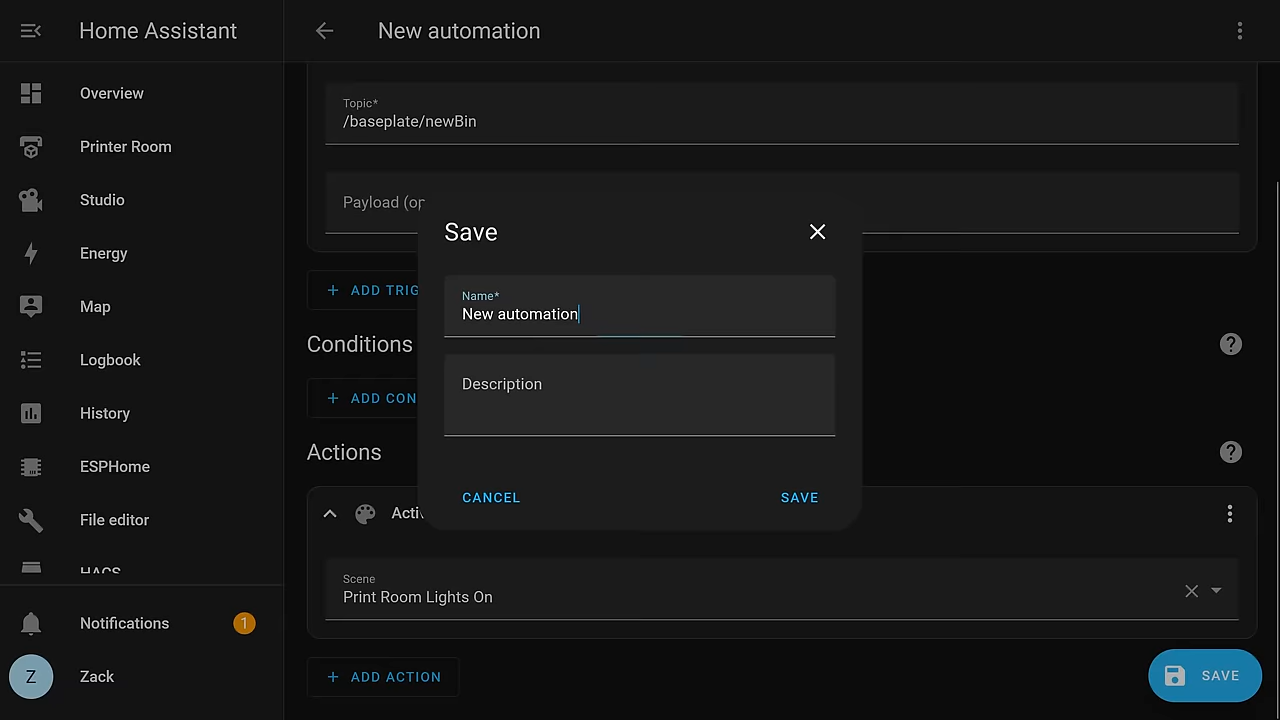 Home Assistant
New automation
Overview
Printer Room
Studio
Energy
Map
Logbook
History
ESPHome
File editor
HACS
Notifications
1
Z
Zack
Topic*
/baseplate/newBin
Payload (op
+ ADD TRIG
Conditions
+ ADD CON
Actions
Acti
Scene
Print Room Lights On
+ ADD ACTION
SAVE
Save
Name*
New automation
Description
CANCEL
SAVE